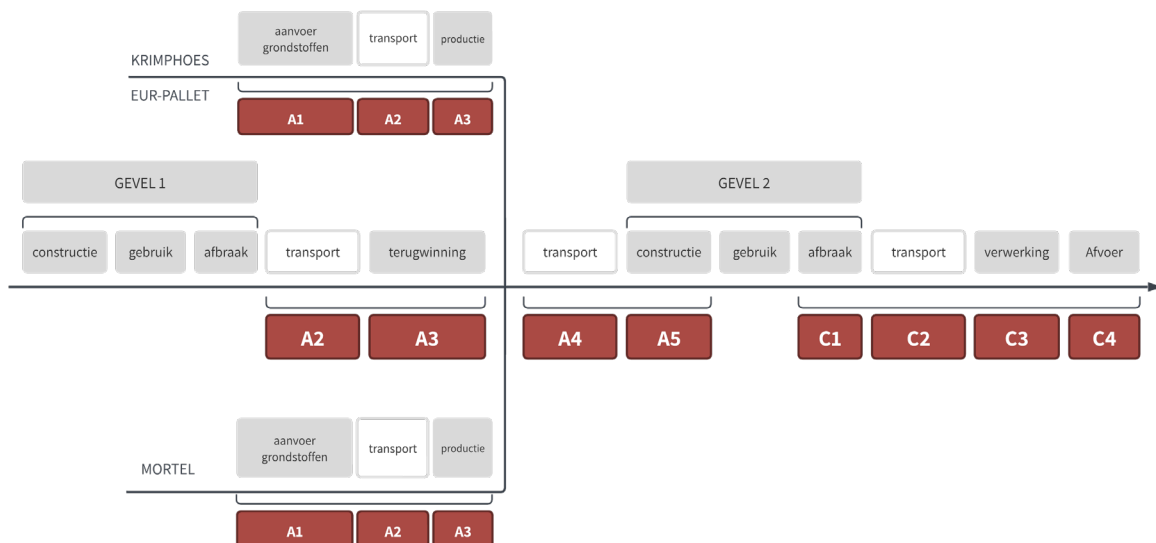 aanvoer
grondstoffen
transport
productie
KRIMPHOES
EUR-PALLET
A1
A2
A3
GEVEL 1
GEVEL 2
constructie
gebruik
afbraak
transport
terugwinning
transport
constructie
gebruik
afbraak
transport
verwerking
Afvoer
A2
A3
A4
A5
C1
C2
C3
C4
aanvoer
grondstoffen
transport
productie
MORTEL
A1
A2
A3